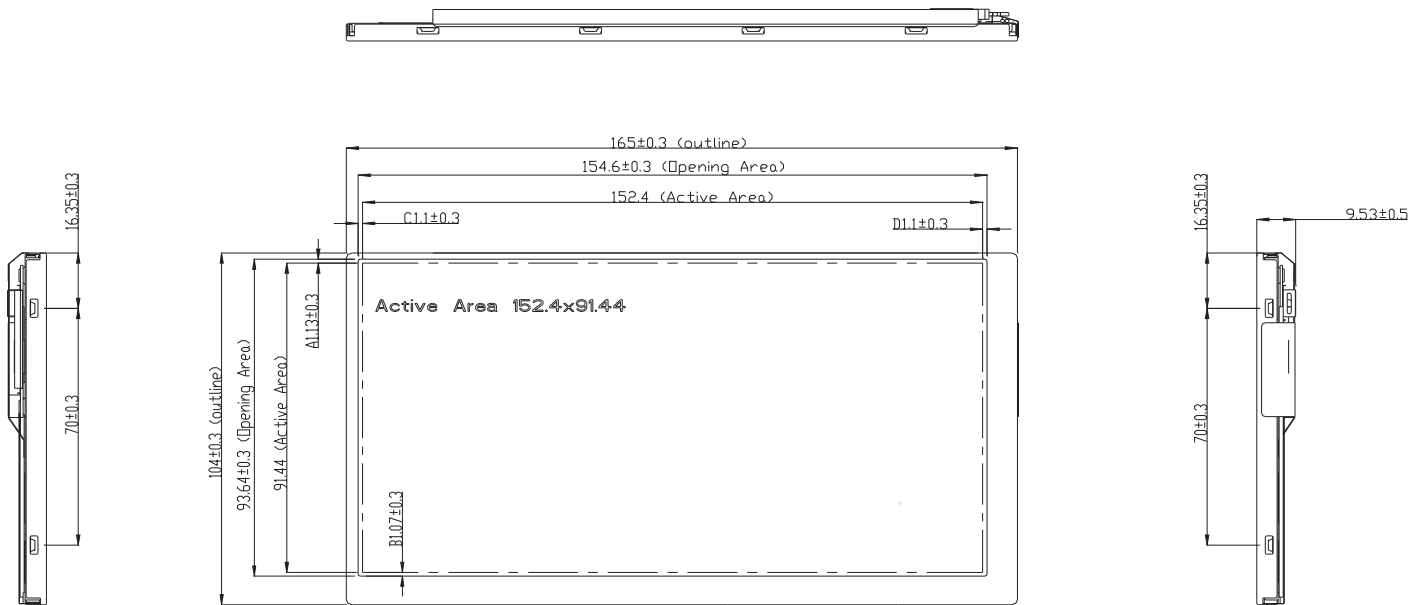 165±0.3 (outline)
154.6±0.3 (□pening Area)
152.4 (Active Area)
C1.1±0.3
D1.1±0.3
16.35±0.3
16.35±0.3
9.53±0.5
A1.13±0.3
Active Area 152.4x91.44
70±0.3
104±0.3 (outline)
93.64±0.3 (□pening Area)
91.44 (Active Area)
70±0.3
B1.07±0.3